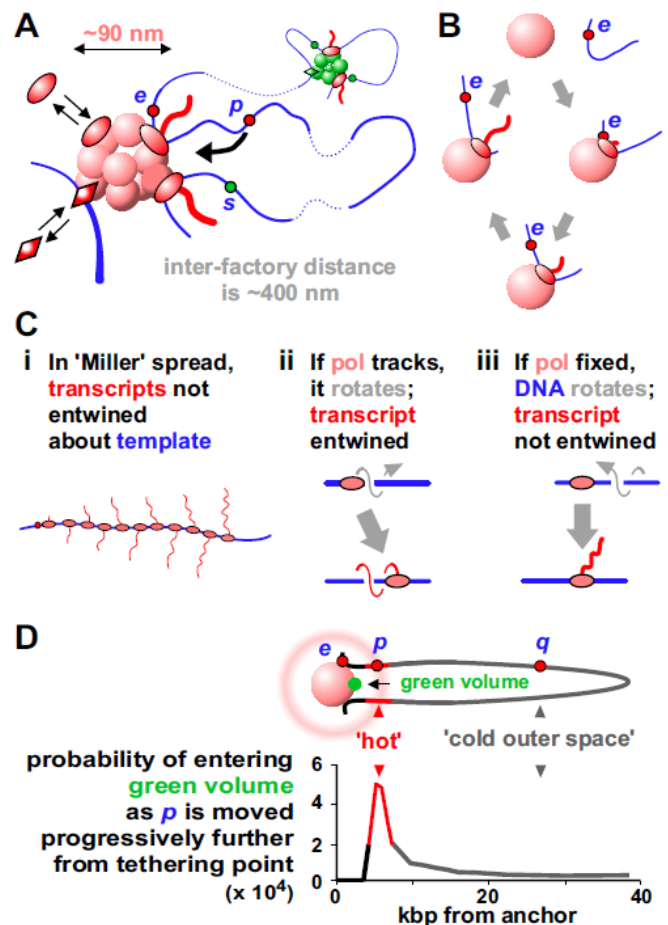 A
~90 nm
e
p
s
inter-factory distance
is ~400 nm
B
e
e
e
e
C
i In 'Miller' spread,
transcripts not
entwined
about template
ii If pol tracks,
it rotates;
transcript
entwined
iii If pol fixed,
DNA rotates;
transcript
not entwined
D
e
p
q
green volume
'hot'
'cold outer space'
probability of entering
green volume
as p is moved
progressively further
from tethering point
(x 10⁴)
6
4
2
0
0
20
40
kbp from anchor